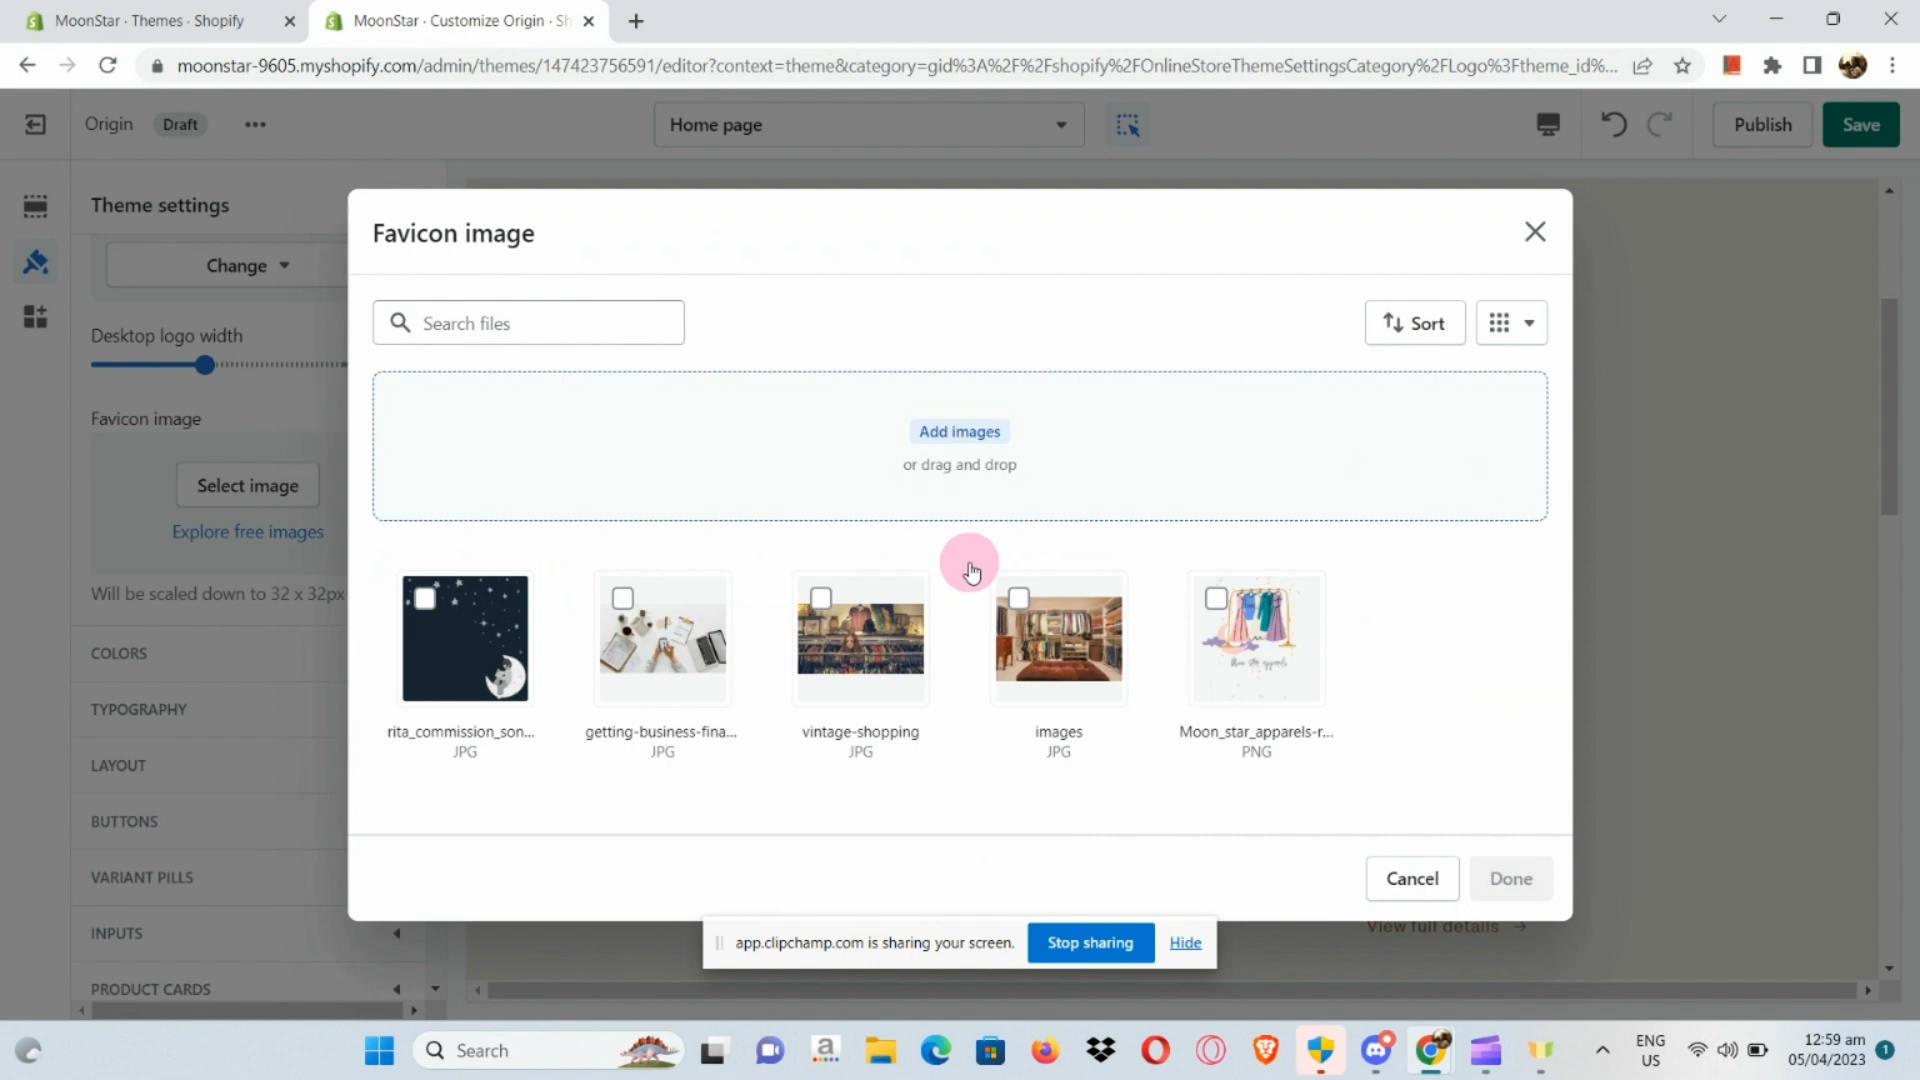 MoonStar · Themes · Shopify
MoonStar · Customize Origin · Sh
moonstar-9605.myshopify.com/admin/themes/147423756591/editor?context=theme&category=gid%3A%2F%2Fshopify%2FOnlineStoreThemeSettingsCategory%2FLogo%3Ftheme_id%...
Origin
Draft
Home page
Publish
Save
Theme settings
Change
Desktop logo width
Favicon image
Select image
Explore free images
Will be scaled down to 32 x 32px
COLORS
TYPOGRAPHY
LAYOUT
BUTTONS
VARIANT PILLS
INPUTS
PRODUCT CARDS
Favicon image
Search files
Sort
Add images
or drag and drop
rita_commission_son...
JPG
getting-business-fina...
JPG
vintage-shopping
JPG
images
JPG
Moon_star_apparels-r...
PNG
Cancel
Done
View full details →
app.clipchamp.com is sharing your screen.
Stop sharing
Hide
Search
ENG
US
12:59 am
05/04/2023
1